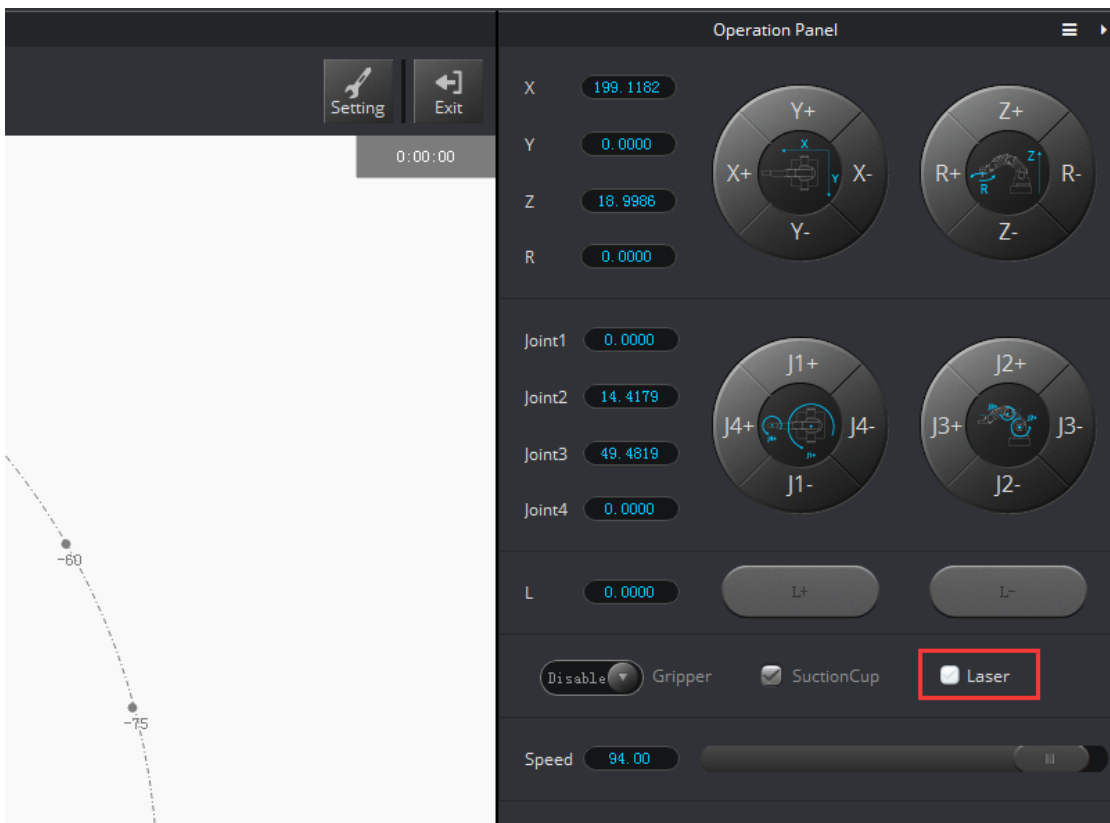 Operation Panel
Setting
Exit
0:00:00
-60
-75
X 199.1182
Y 0.0000
Z 18.9986
R 0.0000
Y+
X+ X-
Y-
X
Y
Z+
R+ R-
Z-
Z
R
Joint1 0.0000
Joint2 14.4179
Joint3 49.4819
Joint4 0.0000
J1+
J4+ J4-
J1-
J2+
J3+ J3-
J2-
L 0.0000 L+ L-
Disable Gripper SuctionCup Laser
Speed 94.00